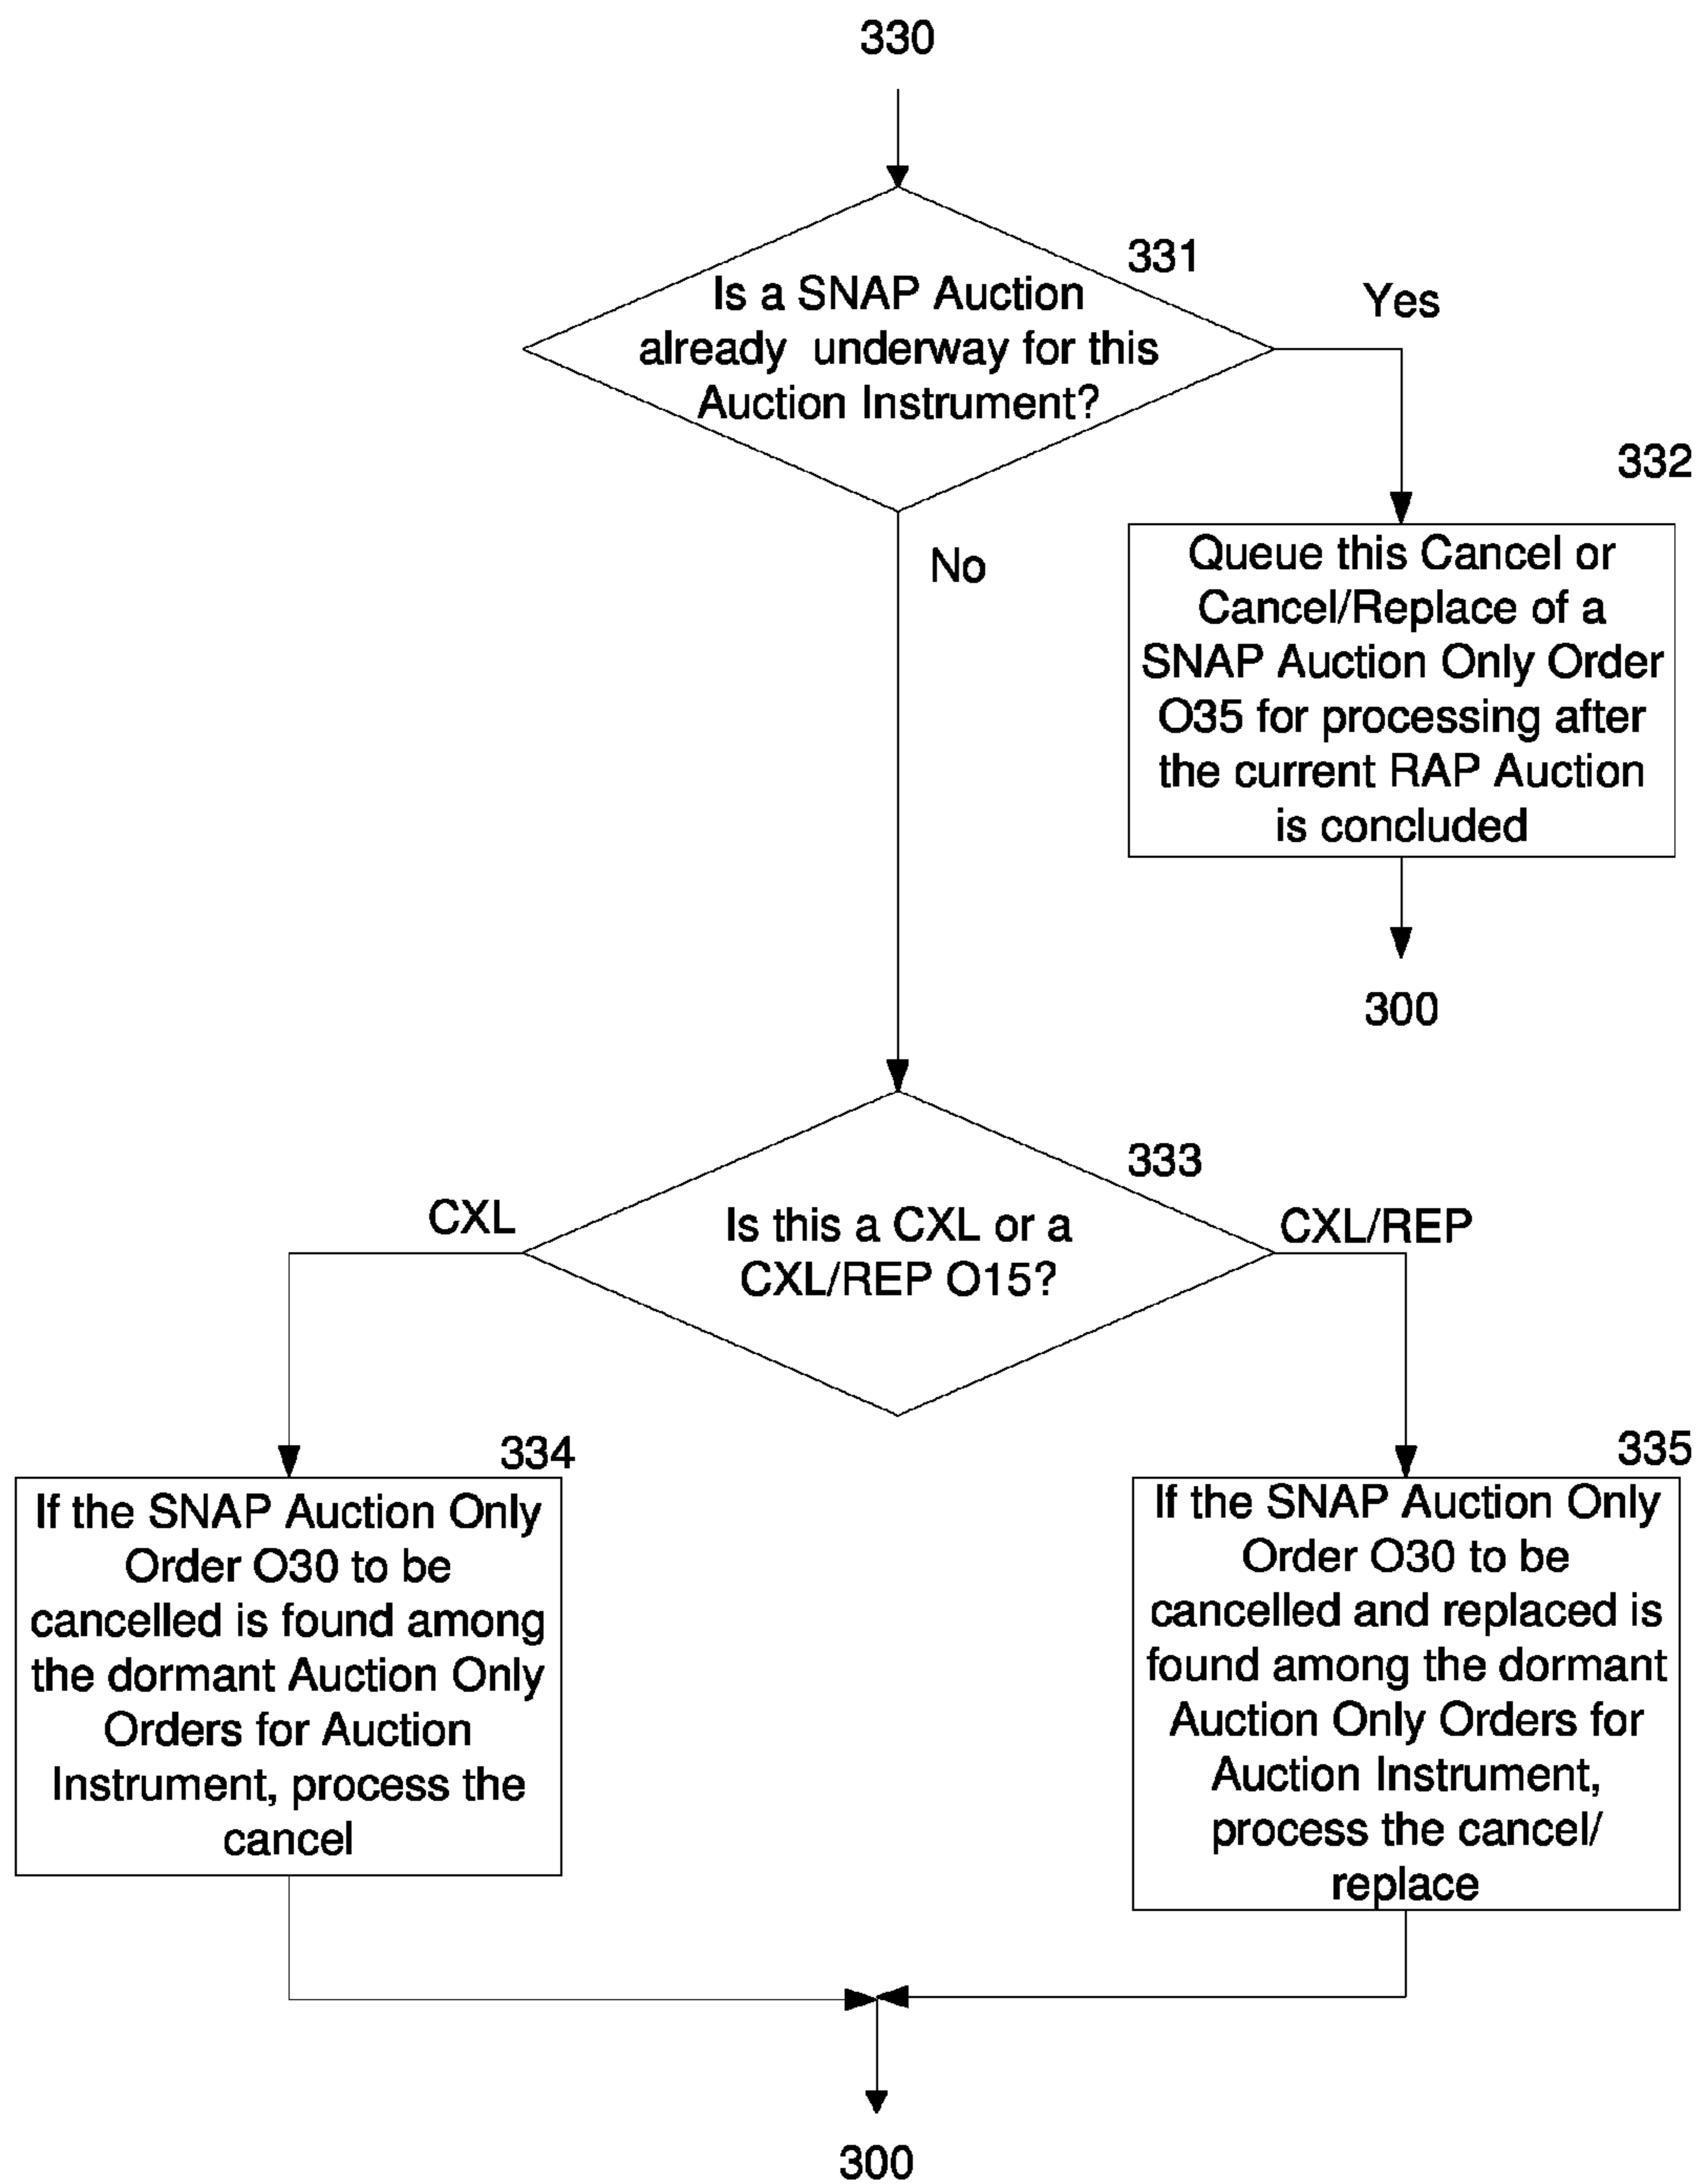 330
331
Is a SNAP Auction
already underway for this
Auction Instrument?
Yes
332
No
Queue this Cancel or
Cancel/Replace of a
SNAP Auction Only Order
O35 for processing after
the current RAP Auction
is concluded
300
333
CXL
Is this a CXL or a
CXL/REP O15?
CXL/REP
334
If the SNAP Auction Only
Order O30 to be
cancelled is found among
the dormant Auction Only
Orders for Auction
Instrument, process the
cancel
335
If the SNAP Auction Only
Order O30 to be
cancelled and replaced is
found among the dormant
Auction Only Orders for
Auction Instrument,
process the cancel/
replace
300